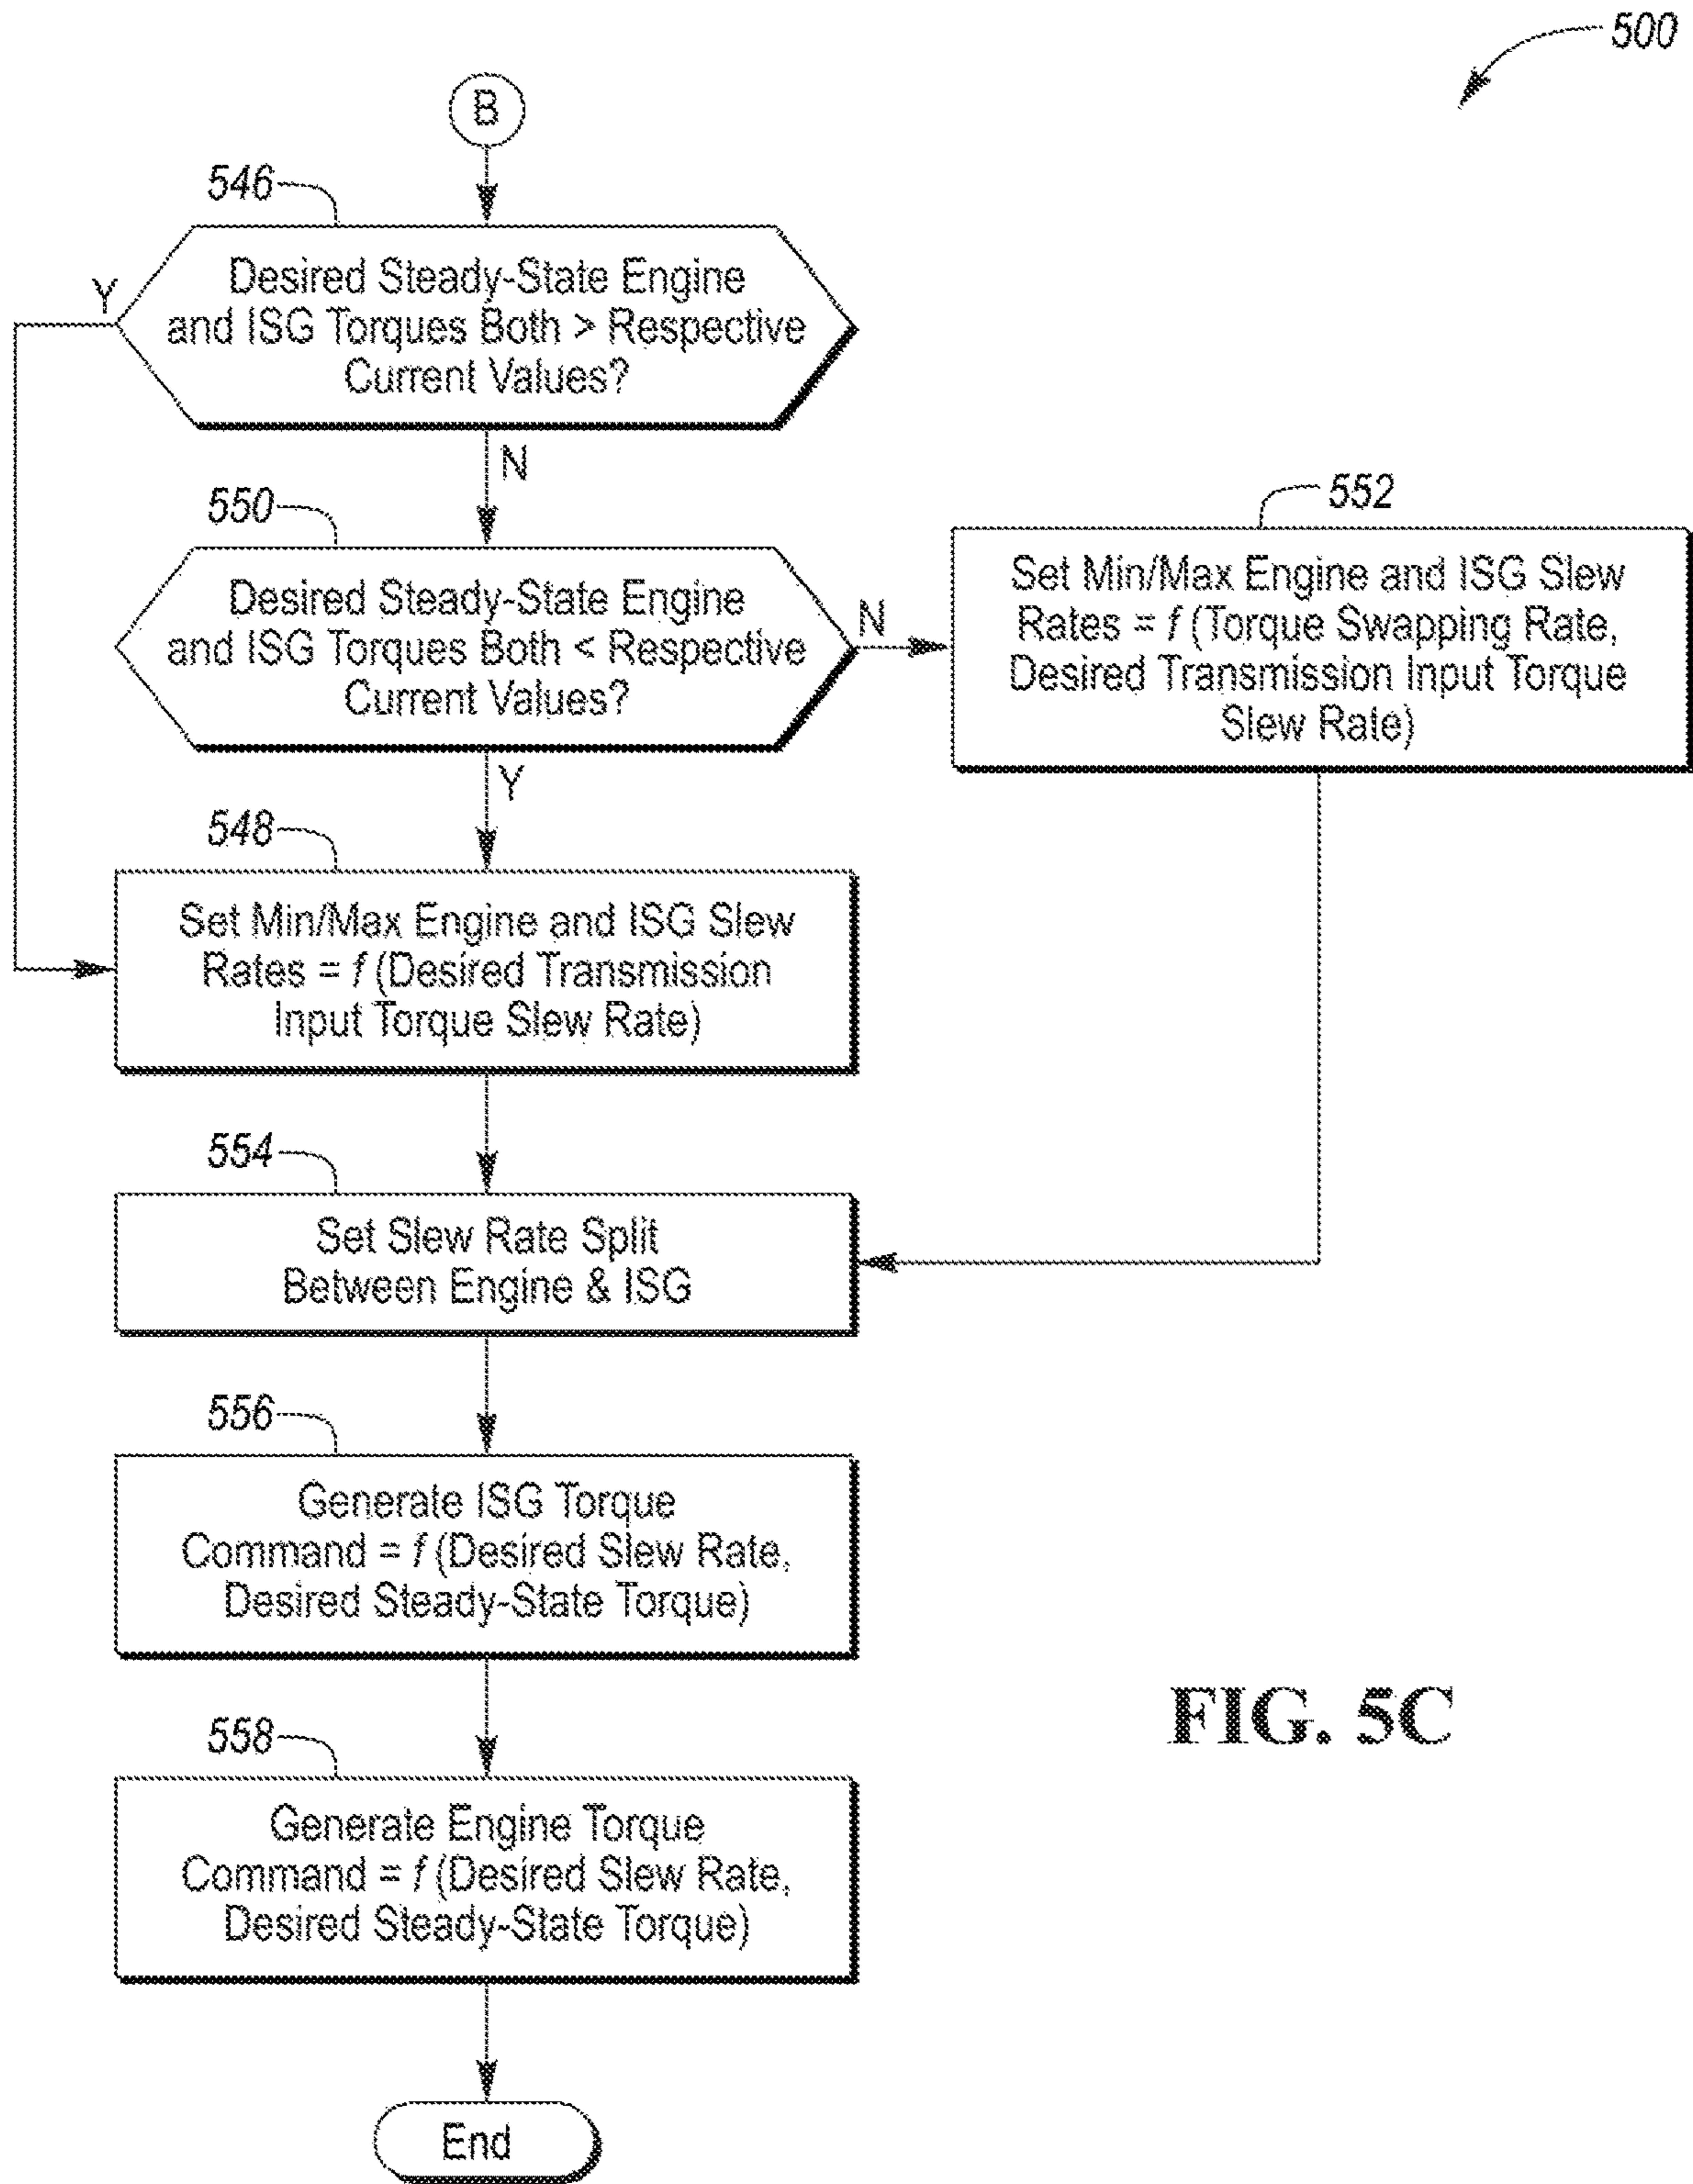 500
B
546
Desired Steady-State Engine
and ISG Torques Both > Respective
Current Values?
Y
N
550
Desired Steady-State Engine
and ISG Torques Both < Respective
Current Values?
N
Y
552
Set Min/Max Engine and ISG Slew
Rates = f (Torque Swapping Rate,
Desired Transmission Input Torque
Slew Rate)
548
Set Min/Max Engine and ISG Slew
Rates = f (Desired Transmission
Input Torque Slew Rate)
554
Set Slew Rate Split
Between Engine & ISG
556
Generate ISG Torque
Command = f (Desired Slew Rate,
Desired Steady-State Torque)
558
Generate Engine Torque
Command = f (Desired Slew Rate,
Desired Steady-State Torque)
End
FIG. 5C